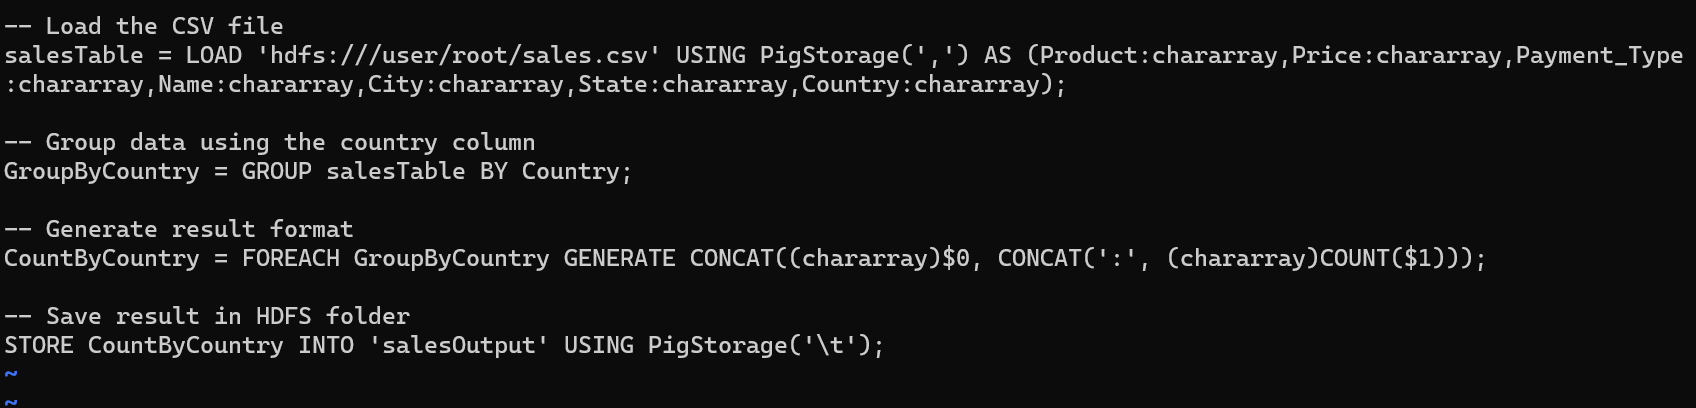 -- Load the CSV file
salesTable = LOAD 'hdfs:///user/root/sales.csv' USING PigStorage(',') AS (Product:chararray,Price:chararray,Payment_Type
:chararray,Name:chararray,City:chararray,State:chararray,Country:chararray);
-- Group data using the country column
GroupByCountry = GROUP salesTable BY Country;
-- Generate result format
CountByCountry = FOREACH GroupByCountry GENERATE CONCAT((chararray)$0, CONCAT(':', (chararray)COUNT($1)));
-- Save result in HDFS folder
STORE CountByCountry INTO 'salesOutput' USING PigStorage('\t');
~
~